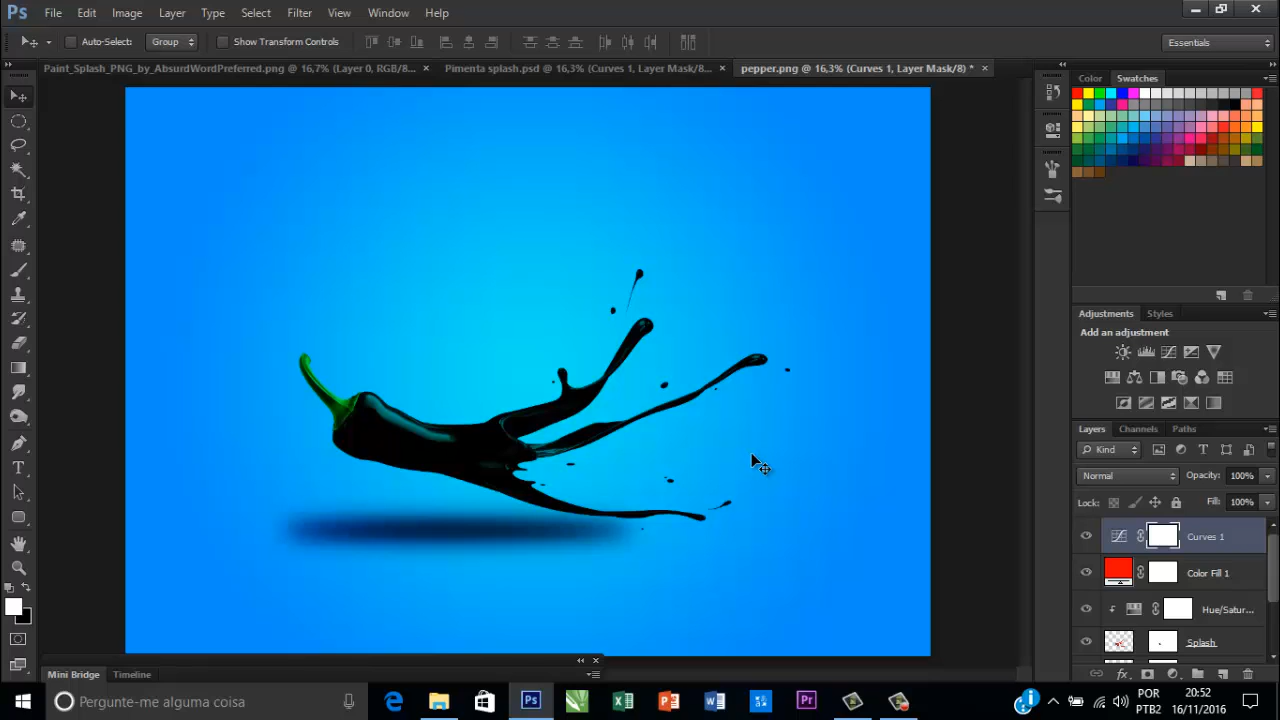 Ps File Edit Image Layer Type Select Filter View Window Help
Auto-Select: Group Show Transform Controls Essentials
Paint_Splash_PNG_by_AbsurdWordPreferred.png @ 16,7% (Layer 0, RGB/8... × Pimenta splash.psd @ 16,3% (Curves 1, Layer Mask/8... × pepper.png @ 16,3% (Curves 1, Layer Mask/8) * ×
Color Swatches
Adjustments Styles
Add an adjustment
Layers Channels Paths
Kind
Normal Opacity: 100%
Lock: Fill: 100%
Curves 1
Color Fill 1
Hue/Satur...
Splash
Mini Bridge Timeline
Pergunte-me alguma coisa
POR 20:52
PTB2 16/11/2016